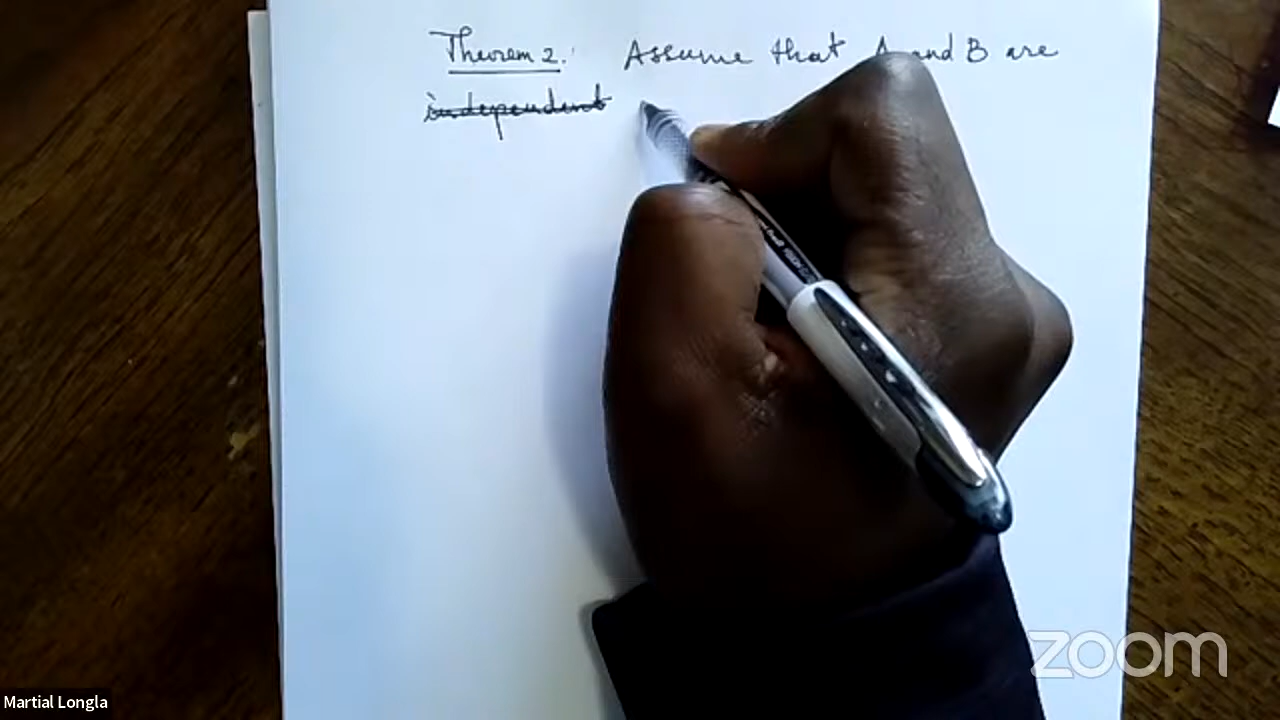 Theorem 2: Assume that A and B are
independent
zoom
Martial Longla